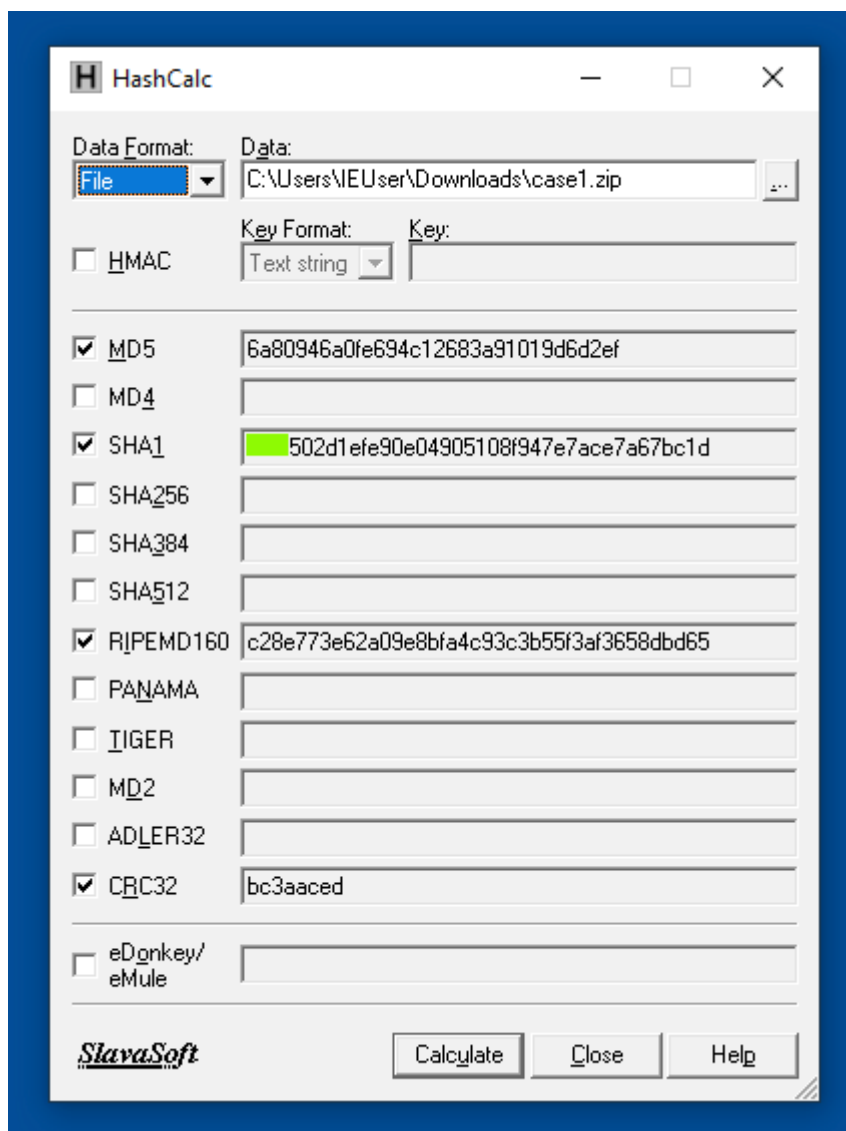 HashCalc
Data Format: Data:
File C:\Users\IEUser\Downloads\case1.zip ...
Key Format: Key:
HMAC Text string
MD5 6a80946a0fe694c12683a91019d6d2ef
MD4
SHA1 502d1efe90e04905108f947e7ace7a67bc1d
SHA256
SHA384
SHA512
RIPEMD160 c28e773e62a09e8bfa4c93c3b55f3af3658dbd65
PANAMA
TIGER
MD2
ADLER32
CRC32 bc3aaced
eDonkey/
eMule
SlavaSoft Calculate Close Help